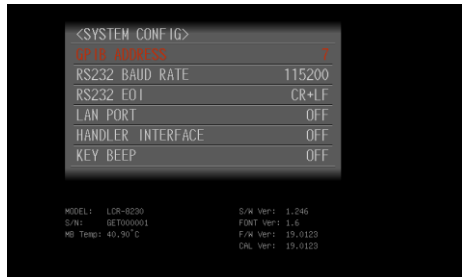 <SYSTEM CONFIG>
GPIB ADDRESS 2
RS232 BAUD RATE 115200
RS232 EOI CR+LF
LAN PORT OFF
HANDLER INTERFACE OFF
KEY BEEP OFF
MODEL: LCR-8230 S/W Ver: 1.246
S/N: GET000001 FONT Ver: 1.6
MB Temp: 40.90°C F/W Ver: 19.0123
CAL Ver: 19.0123